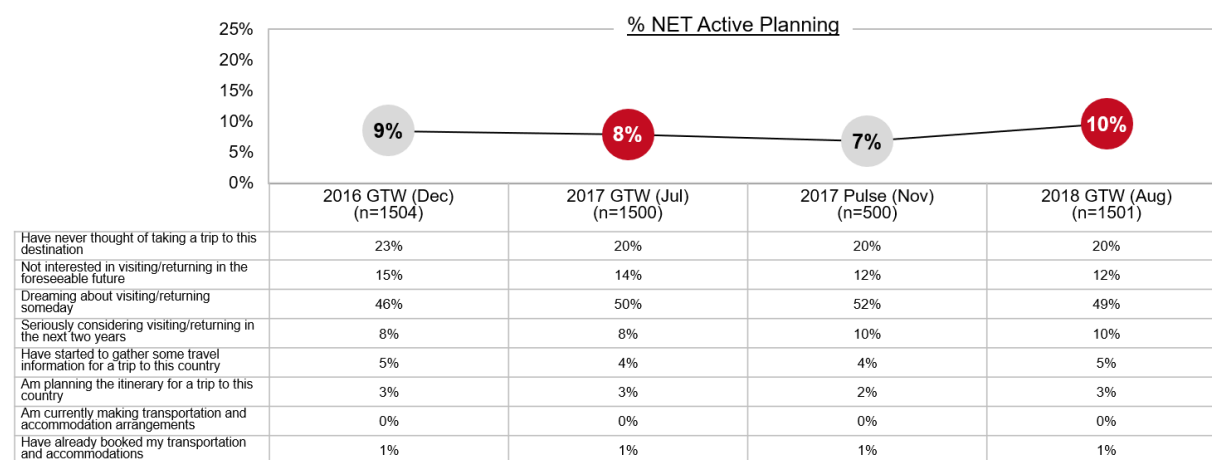 % NET Active Planning
25%
20%
15%
10%
5%
0%
9%
8%
7%
10%
2016 GTW (Dec)
(n=1504)
2017 GTW (Jul)
(n=1500)
2017 Pulse (Nov)
(n=500)
2018 GTW (Aug)
(n=1501)
Have never thought of taking a trip to this
destination
23% 20% 20% 20%
Not interested in visiting/returning in the
foreseeable future
15% 14% 12% 12%
Dreaming about visiting/returning
someday
46% 50% 52% 49%
Seriously considering visiting/returning in
the next two years
8% 8% 10% 10%
Have started to gather some travel
information for a trip to this country
5% 4% 4% 5%
Am planning the itinerary for a trip to this
country
3% 3% 2% 3%
Am currently making transportation and
accommodation arrangements
0% 0% 0% 0%
Have already booked my transportation
and accommodations
1% 1% 1% 1%